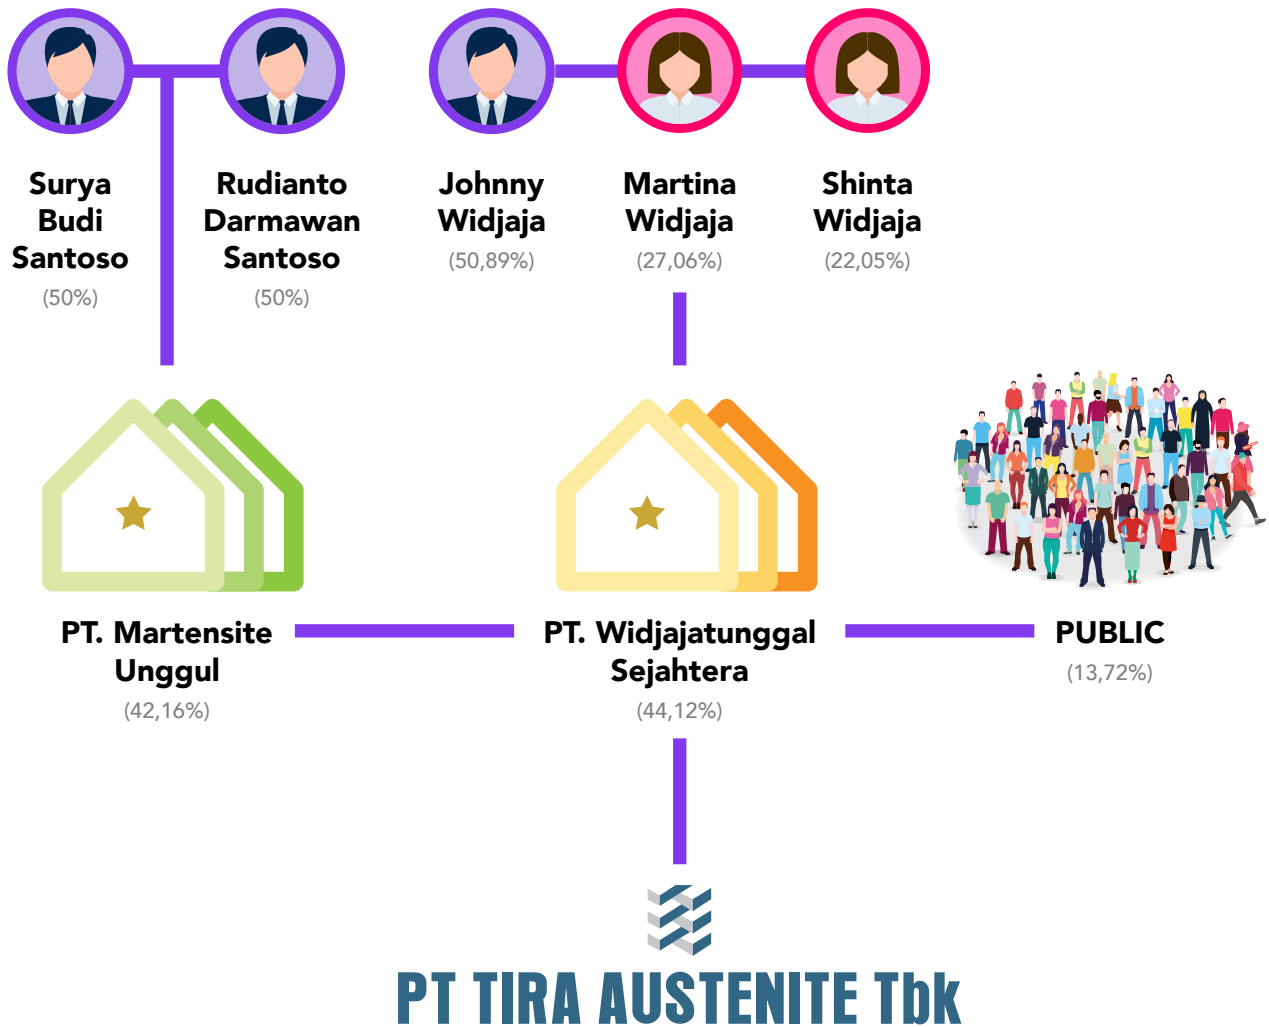 Surya
Budi
Santoso
(50%)
Rudianto
Darmawan
Santoso
(50%)
Johnny
Widjaja
(50,89%)
Martina
Widjaja
(27,06%)
Shinta
Widjaja
(22,05%)
PT. Martensite
Unggul
(42,16%)
PT. Widjajatunggal
Sejahtera
(44,12%)
PUBLIC
(13,72%)
PT TIRA AUSTENITE Tbk